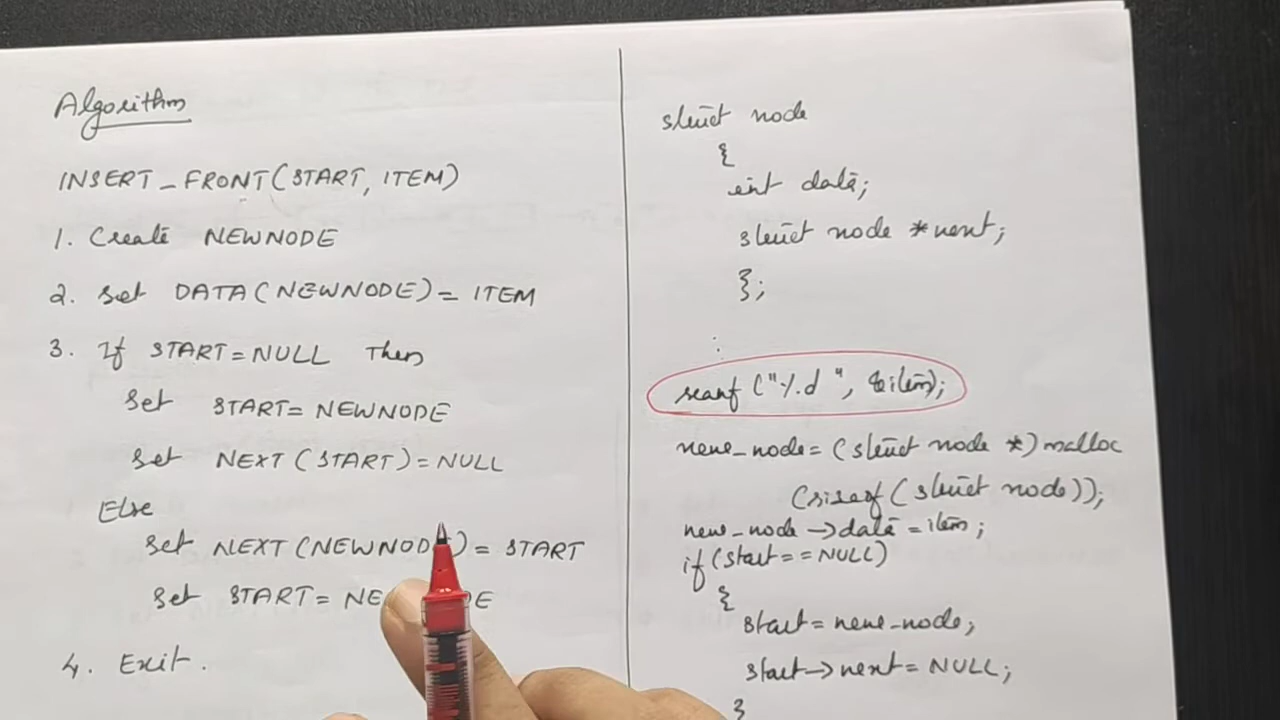 Algorithm
INSERT_FRONT(START, ITEM)
1. Create NEWNODE
2. Set DATA(NEWNODE) = ITEM
3. If START=NULL Then
Set START= NEWNODE
Set NEXT(START)=NULL
Else
Set NEXT(NEWNODE) = START
Set START= NE DE
4. Exit.
struct node
{
int data;
struct node *next;
};
:
scanf ("%d", &item);
new_node=(struct node *)malloc
(sizeof(struct node));
new_node->data=item;
if(start==NULL)
{
start=new_node;
start->next=NULL;
}